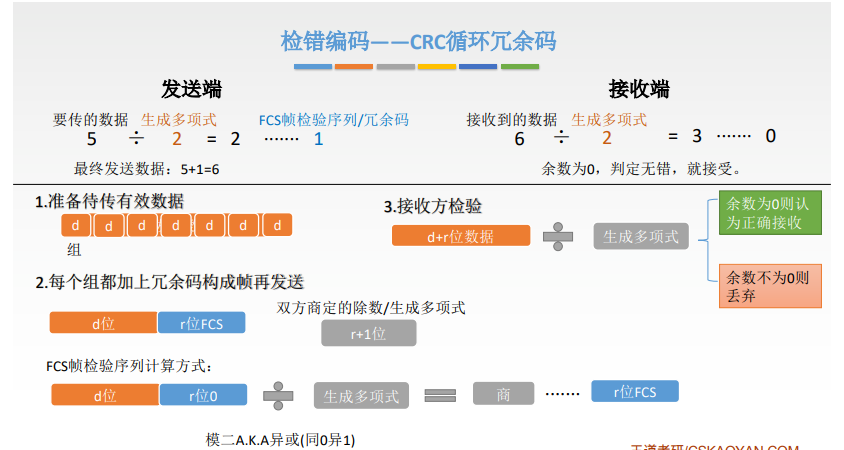 检错编码——CRC循环冗余码
发送端
接收端
要传的数据 生成多项式 FCS帧检验序列/冗余码
5 ÷ 2 = 2 ······· 1
最终发送数据：5+1=6
接收到的数据 生成多项式
6 ÷ 2 = 3 ······· 0
余数为0，判定无错，就接受。
1.准备待传有效数据
d d d d d d d
组
2.每个组都加上冗余码构成帧再发送
d位 r位FCS
双方商定的除数/生成多项式
r+1位
3.接收方检验
d+r位数据 ÷ 生成多项式
余数为0则认
为正确接收
余数不为0则
丢弃
FCS帧检验序列计算方式：
d位 r位0 ÷ 生成多项式 = 商 ······· r位FCS
模二A.K.A异或(同0异1)